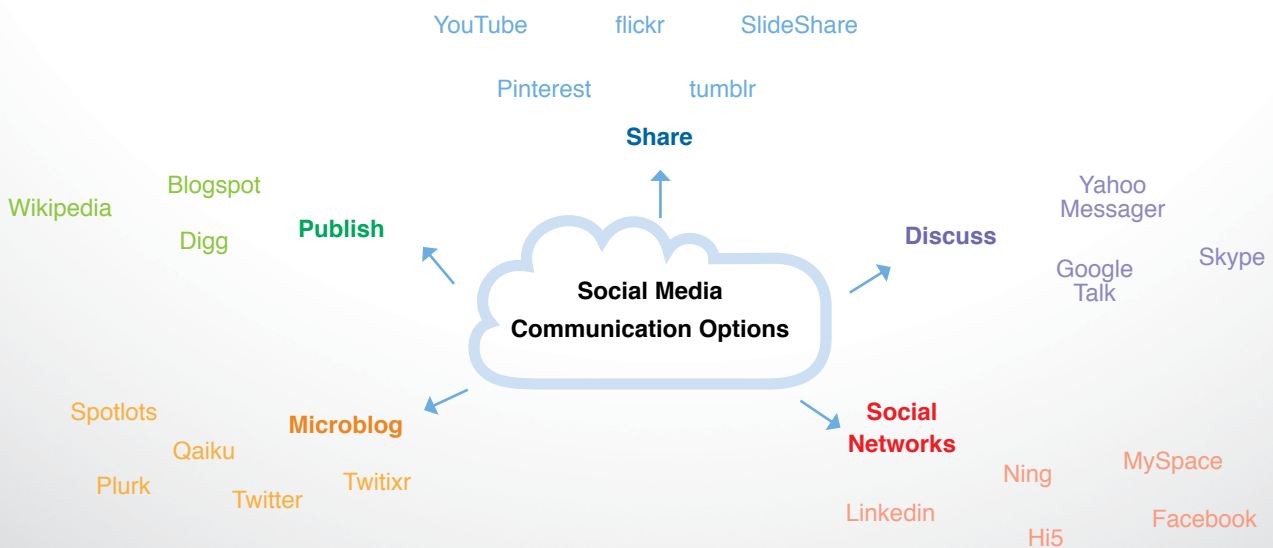 YouTube flickr SlideShare
Pinterest tumblr
Share
Wikipedia
Blogspot
Digg
Publish
Discuss
Yahoo
Messager
Google
Talk
Skype
Social Media
Communication Options
Spotlots
Qaiku
Plurk
Twitter
Twitixr
Microblog
Social
Networks
Ning
MySpace
Linkedin
Hi5
Facebook